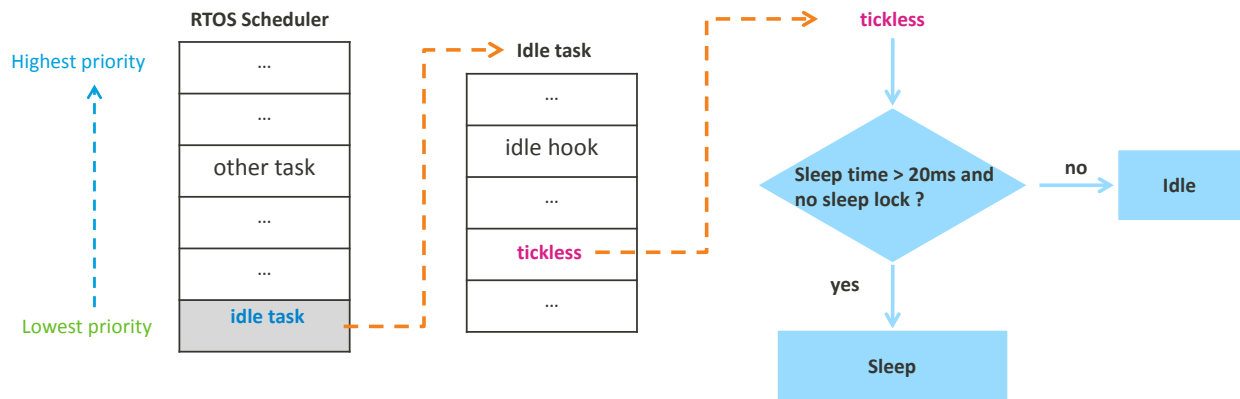 RTOS Scheduler
Highest priority
Lowest priority
...
...
other task
...
...
idle task
Idle task
...
idle hook
...
tickless
...
tickless
Sleep time > 20ms and
no sleep lock ?
no
Idle
yes
Sleep